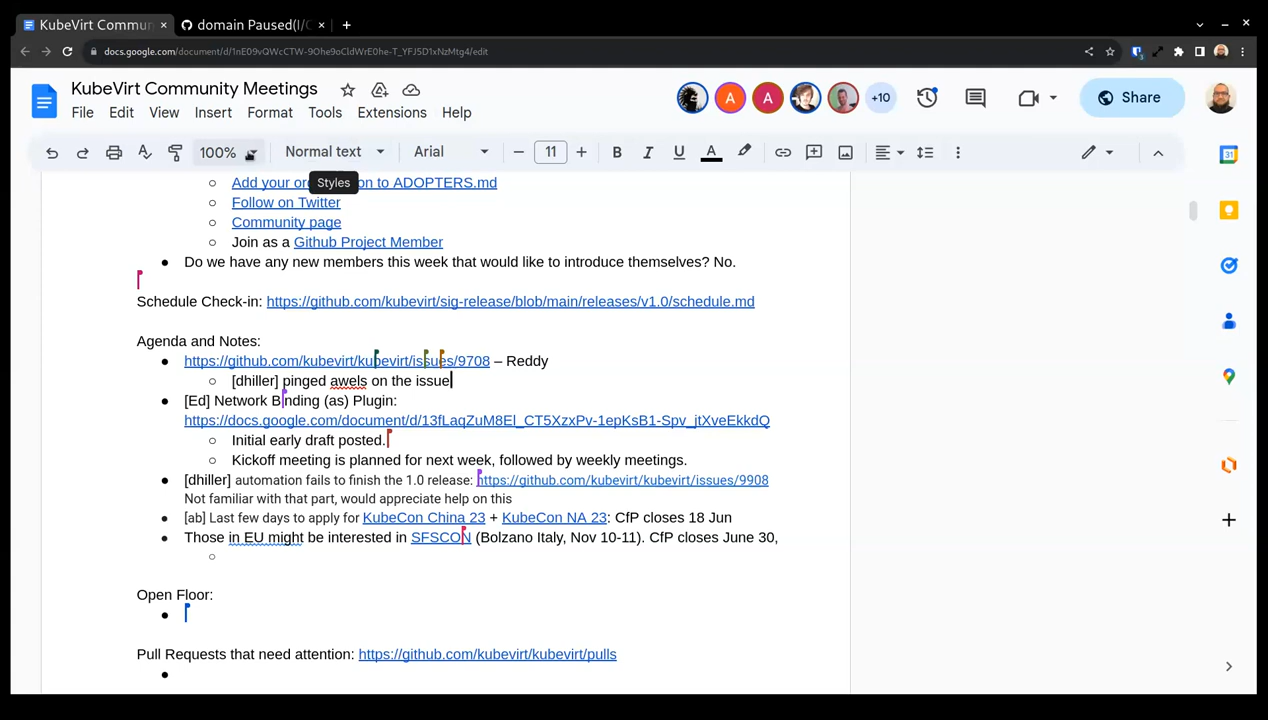 KubeVirt Commun
domain Paused(I/O
docs.google.com/document/d/1nE09vQWcCTW-9Ohe9oCldWrE0he-T_YFJ5D1xNzMtg4/edit
KubeVirt Community Meetings
A
A
+10
Share
File Edit View Insert Format Tools Extensions Help
100%
Normal text
Arial
11
B I U A
Styles
31
Add your on to ADOPTERS.md
Follow on Twitter
Community page
Join as a Github Project Member
Do we have any new members this week that would like to introduce themselves? No.
Schedule Check-in: https://github.com/kubevirt/sig-release/blob/main/releases/v1.0/schedule.md
Agenda and Notes:
https://github.com/kubevirt/kubevirt/issues/9708 – Reddy
[dhiller] pinged awels on the issue
[Ed] Network Binding (as) Plugin:
https://docs.google.com/document/d/13fLaqZuM8El_CT5XzxPv-1epKsB1-Spv_jtXveEkkdQ
Initial early draft posted.
Kickoff meeting is planned for next week, followed by weekly meetings.
[dhiller] automation fails to finish the 1.0 release: https://github.com/kubevirt/kubevirt/issues/9908
Not familiar with that part, would appreciate help on this
[ab] Last few days to apply for KubeCon China 23 + KubeCon NA 23: CfP closes 18 Jun
Those in EU might be interested in SFSCON (Bolzano Italy, Nov 10-11). CfP closes June 30,
Open Floor:
Pull Requests that need attention: https://github.com/kubevirt/kubevirt/pulls